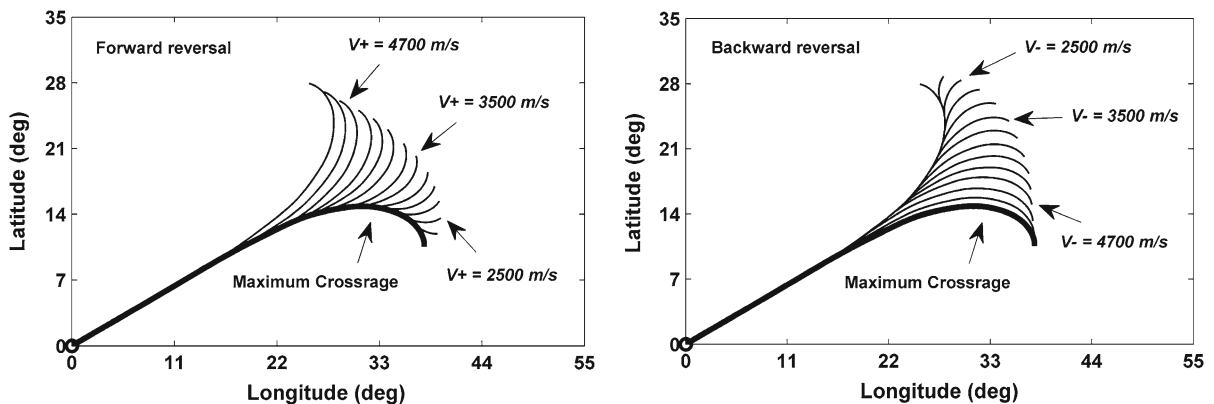 35
28
21
14
7
0
Latitude (deg)
Forward reversal
V+ = 4700 m/s
V+ = 3500 m/s
V+ = 2500 m/s
Maximum Crossrage
0 11 22 33 44 55
Longitude (deg)
35
28
21
14
7
0
Latitude (deg)
Backward reversal
V- = 2500 m/s
V- = 3500 m/s
V- = 4700 m/s
Maximum Crossrage
0 11 22 33 44 55
Longitude (deg)